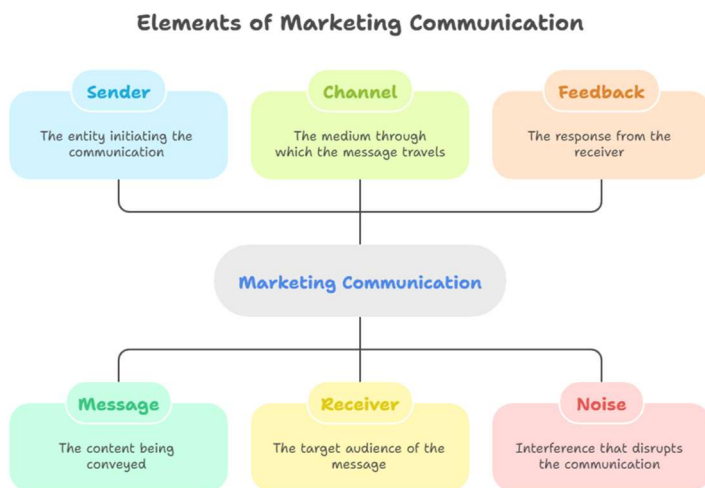 Elements of Marketing Communication
Sender
The entity initiating the
communication
Channel
The medium through
which the message travels
Feedback
The response from the
receiver
Marketing Communication
Message
The content being
conveyed
Receiver
The target audience of the
message
Noise
Interference that disrupts
the communication